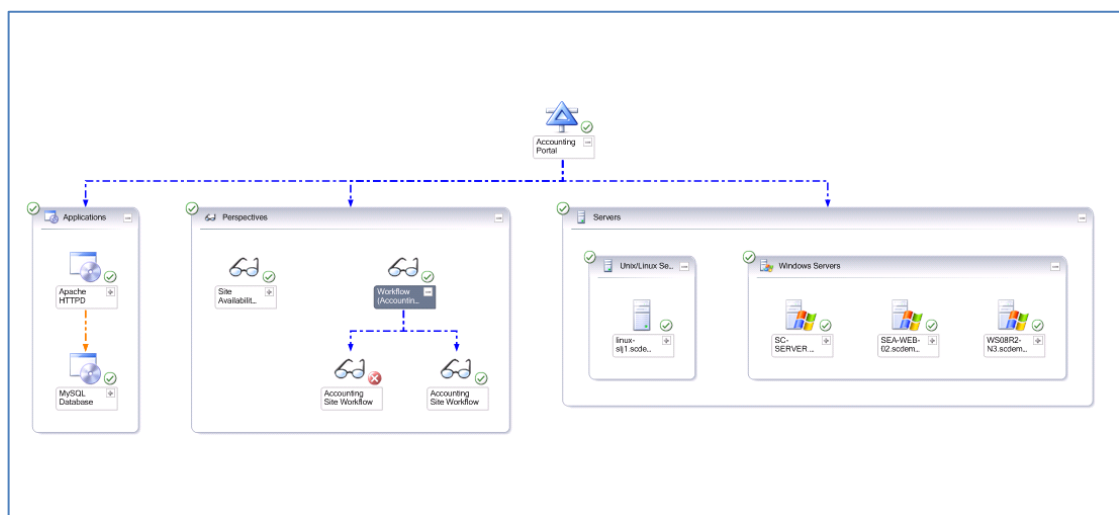 Accounting
Portal
Applications
Perspectives
Servers
Apache
HTTPD
MySQL
Database
Site
Availabilit...
Workflow
(Accountin...
Accounting
Site Workflow
Accounting
Site Workflow
Unix/Linux Se...
Windows Servers
linux-
slj1.scde...
SC-
SERVER...
SEA-WEB-
02.scdem...
WS08R2-
N3.scdem...